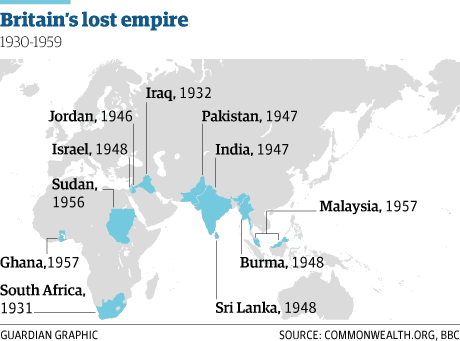 Britain's lost empire
1930-1959
Iraq, 1932
Jordan, 1946
Pakistan, 1947
Israel, 1948
India, 1947
Sudan,
1956
Malaysia, 1957
Ghana,1957
Burma, 1948
South Africa,
1931
Sri Lanka, 1948
GUARDIAN GRAPHIC
SOURCE: COMMONWEALTH.ORG, BBC